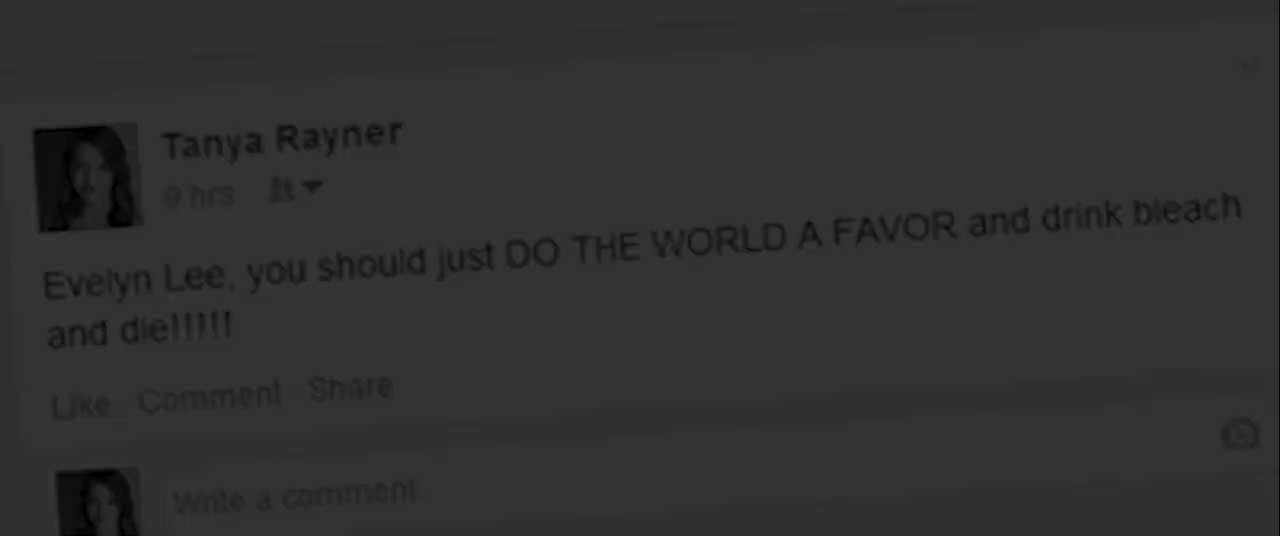 Tanya Rayner
9 hrs
Evelyn Lee, you should just DO THE WORLD A FAVOR and drink bleach
and die!!!!!!
Like Comment Share
Write a comment...